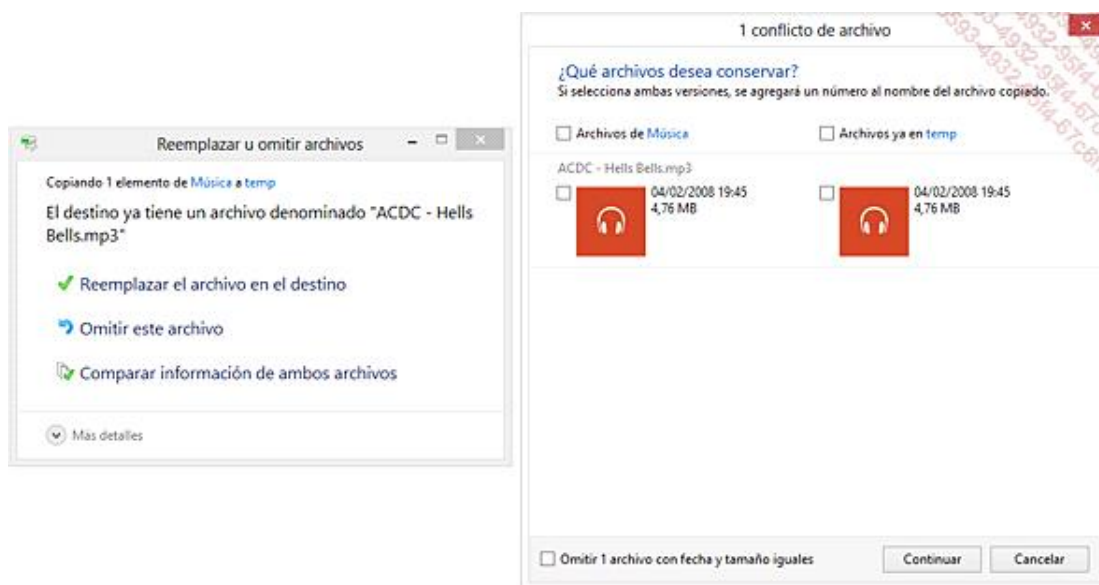 Reemplazar u omitir archivos
Copiando 1 elemento de Música a temp
El destino ya tiene un archivo denominado "ACDC - Hells
Bells.mp3"
Reemplazar el archivo en el destino
Omitir este archivo
Comparar información de ambos archivos
Más detalles
1 conflicto de archivo
¿Qué archivos desea conservar?
Si selecciona ambas versiones, se agregará un número al nombre del archivo copiado.
Archivos de Música
Archivos ya en temp
ACDC - Hells Bells.mp3
04/02/2008 19:45
4,76 MB
04/02/2008 19:45
4,76 MB
Omitir 1 archivo con fecha y tamaño iguales
Continuar
Cancelar